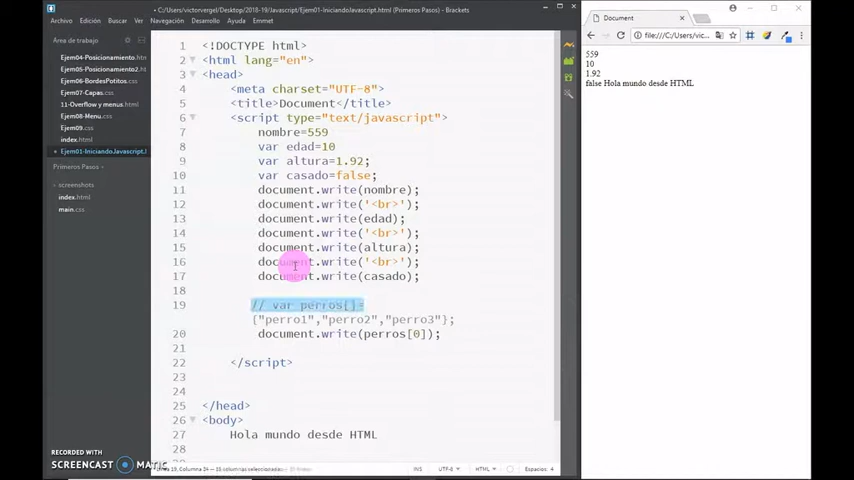 C:/Users/victorvergel/Desktop/2018-19/Javascript/Ejem01-IniciandoJavascript.html (Primeros Pasos) - Brackets
Archivo Edición Buscar Ver Navegación Desarrollo Ayuda Emmet
Área de trabajo
Ejem04-Posicionamiento.htm
Ejem05-Posicionamiento2.h
Ejem06-BordesPotitos.css
Ejem07-Capas.css
11-Overflow y menus.html
Ejem08-Menu.css
Ejem09.css
index.html
Ejem01-IniciandoJavascript.
Primeros Pasos
screenshots
index.html
main.css
1 <!DOCTYPE html>
2 <html lang="en">
3 <head>
4 <meta charset="UTF-8">
5 <title>Document</title>
6 <script type="text/javascript">
7 nombre=559
8 var edad=10
9 var altura=1.92;
10 var casado=false;
11 document.write(nombre);
12 document.write('<br>');
13 document.write(edad);
14 document.write('<br>');
15 document.write(altura);
16 document.write('<br>');
17 document.write(casado);
18
19 // var perros[]=
{"perro1","perro2","perro3"};
20 document.write(perros[0]);
21
22 </script>
23
24
25 </head>
26 <body>
27 Hola mundo desde HTML
28
INS UTF-8 HTML Espacios: 4
RECORDED WITH
SCREENCAST MATIC
Document
file:///C:/Users/vic...
559
10
1.92
false Hola mundo desde HTML